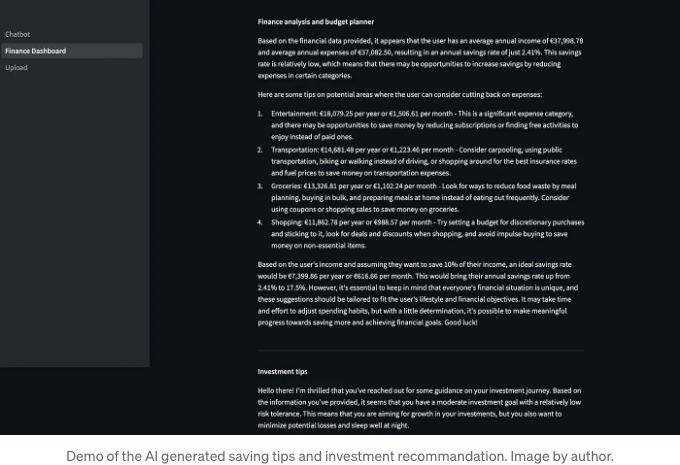 Finance analysis and budget planner
Chatbot
Based on the financial data provided, it appears that the user has an average annual income of €37,998.78
Finance Dashboard
and average annual expenses of €37,082.50, resulting in an annual savings rate of just 2.41%. This savings
rate is relatively low, which means that there may be opportunities to increase savings by reducing
Upload
expenses in certain categories.
Here are some tips on potential areas where the user can consider cutting back on expenses:
1. Entertainment: €18,079.25 per year or €1,506.61 per month - This is a significant expense category,
and there may be opportunities to save money by reducing subscriptions or finding free activities to
enjoy instead of paid ones.
2. Transportation: €14,681.48 per year or €1,223.46 per month - Consider carpooling, using public
transportation, biking or walking instead of driving, or shopping around for the best insurance rates
and fuel prices to save money on transportation expenses.
3. Groceries: €13,326.81 per year or €1,102.24 per month - Look for ways to reduce food waste by meal
planning, buying in bulk, and preparing meals at home instead of eating out frequently. Consider
using coupons or shopping sales to save money on groceries.
4. Shopping: €11,862.78 per year or €988.57 per month - Try setting a budget for discretionary purchases
and sticking to it, look for deals and discounts when shopping, and avoid impulse buying to save
money on non-essential items.
Based on the user's income and assuming they want to save 10% of their income, an ideal savings rate
would be €7,399.86 per year or €616.66 per month. This would bring their annual savings rate up from
2.41% to 17.5%. However, it's essential to keep in mind that everyone's financial situation is unique, and
these suggestions should be tailored to fit the user's lifestyle and financial objectives. It may take time
and effort to adjust spending habits, but with a little determination, it's possible to make meaningful
progress towards saving more and achieving financial goals. Good luck!
Investment tips
Hello there! I'm thrilled that you've reached out for some guidance on your investment journey. Based on
the information you've provided, it seems that you have a moderate investment goal with a relatively low
risk tolerance. This means that you are aiming for growth in your investments, but you also want to
minimize potential losses and sleep well at night.
Demo of the AI generated saving tips and investment recommandation. Image by author.